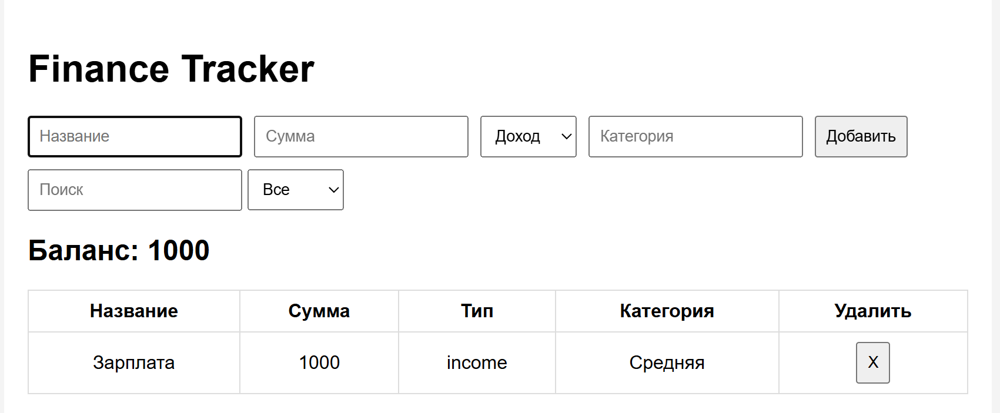 Finance Tracker
Название Сумма Доход Категория Добавить
Поиск Все
Баланс: 1000
Название Сумма Тип Категория Удалить
Зарплата 1000 income Средняя X